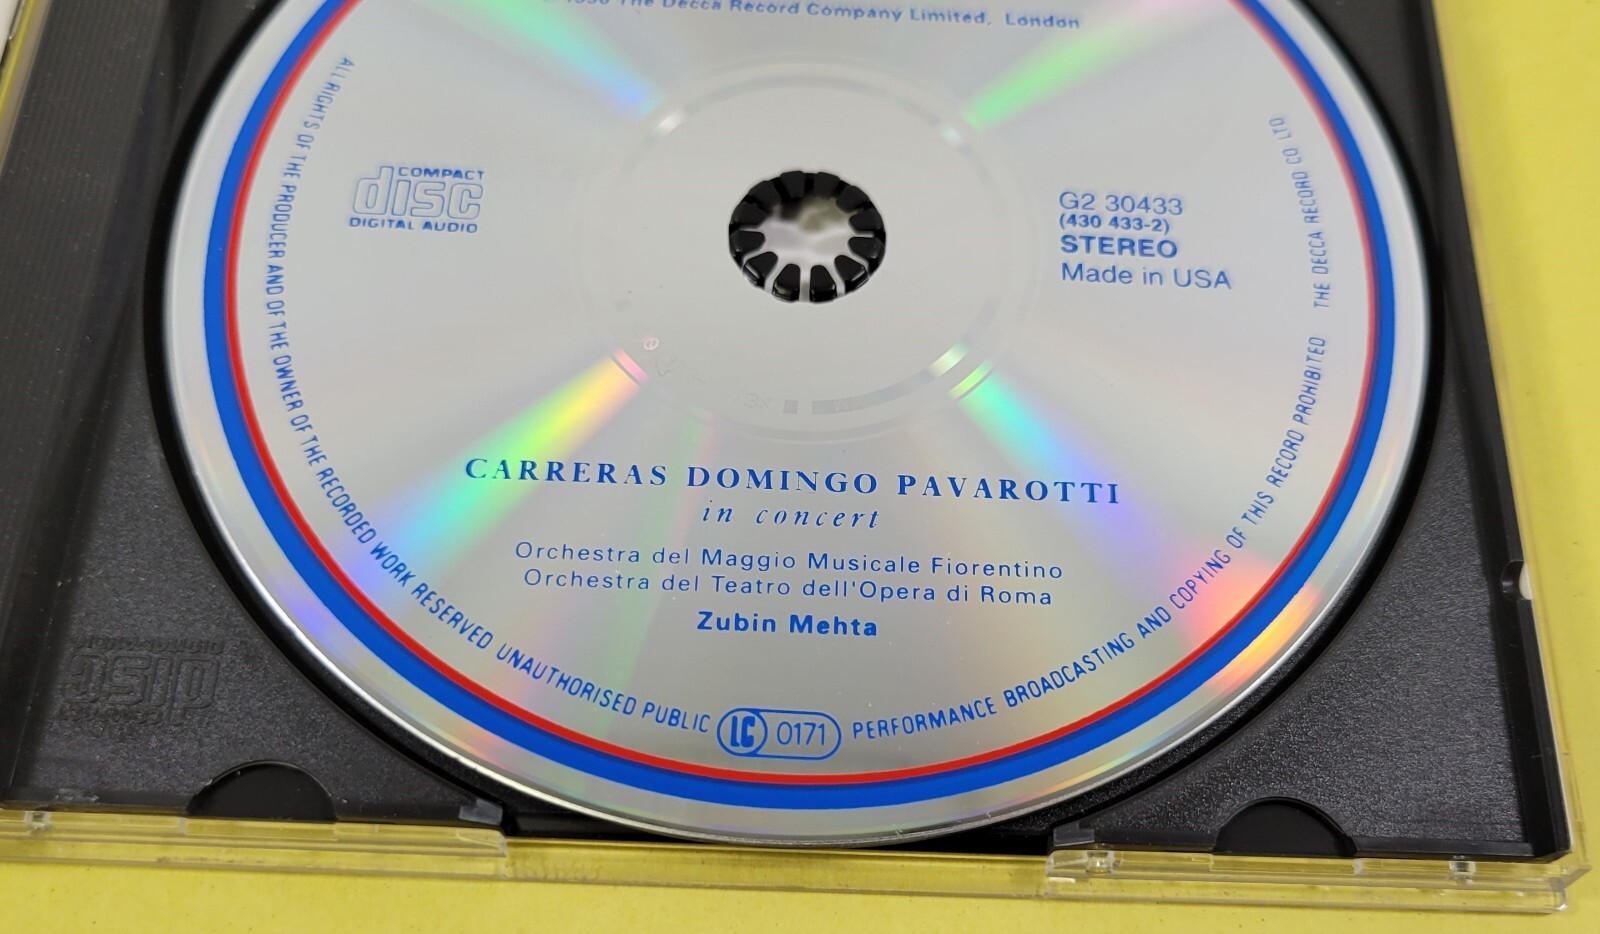 The Decca Record Company Limited, London
COMPACT
disc
DIGITAL AUDIO
G2 30433
(430 433-2)
STEREO
Made in USA
CARRERAS DOMINGO PAVAROTTI
in concert
Orchestra del Maggio Musicale Fiorentino
Orchestra del Teatro dell'Opera di Roma
Zubin Mehta
ALL RIGHTS OF THE PRODUCER AND OF THE OWNER OF THE RECORDED WORK RESERVED UNAUTHORISED PUBLIC LC 0171 PERFORMANCE BROADCASTING AND COPYING OF THIS RECORD PROHIBITED THE DECCA RECORD CO LTD
disc